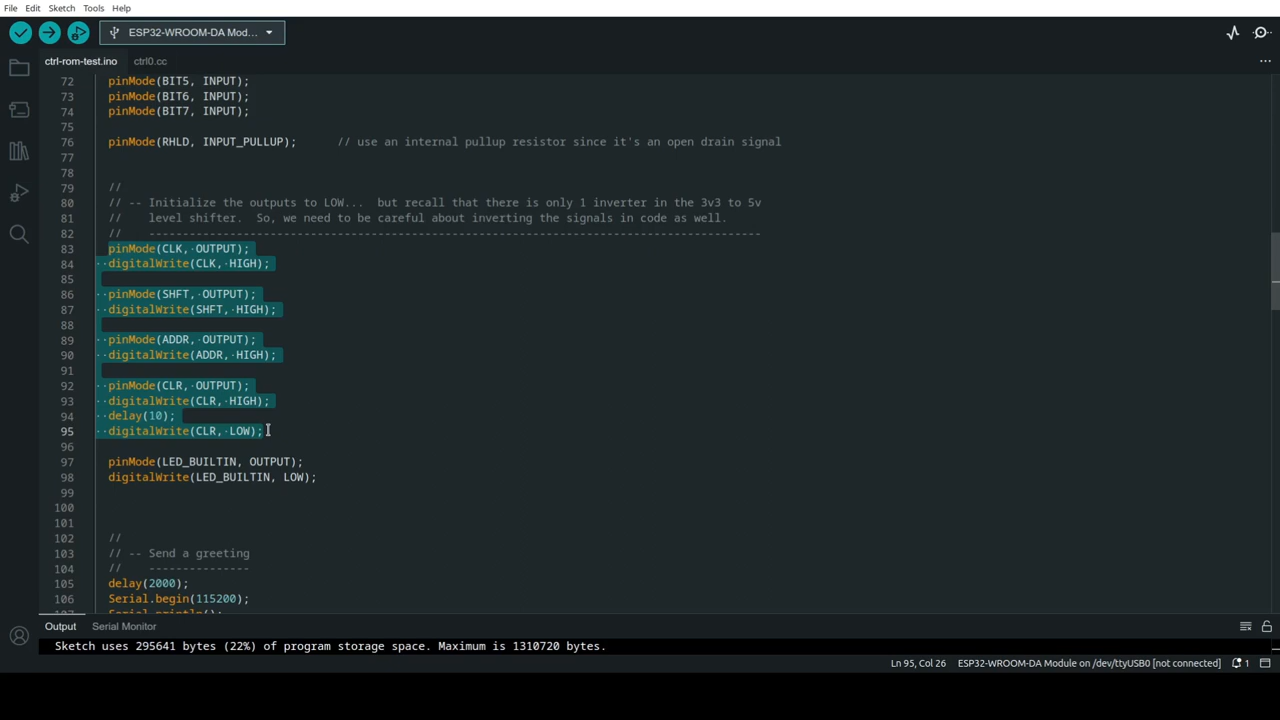 File Edit Sketch Tools Help
ESP32-WROOM-DA Mod...
ctrl-rom-test.ino ctrl0.cc
72 pinMode(BIT5, INPUT);
73 pinMode(BIT6, INPUT);
74 pinMode(BIT7, INPUT);
75
76 pinMode(RHLD, INPUT_PULLUP); // use an internal pullup resistor since it's an open drain signal
77
78
79 //
80 // -- Initialize the outputs to LOW... but recall that there is only 1 inverter in the 3v3 to 5v
81 // level shifter. So, we need to be careful about inverting the signals in code as well.
82 // -------------------------------------------------------------------------------------------
83 pinMode(CLK,·OUTPUT);
84 ··digitalWrite(CLK,·HIGH);
85
86 ··pinMode(SHFT,·OUTPUT);
87 ··digitalWrite(SHFT,·HIGH);
88
89 ··pinMode(ADDR,·OUTPUT);
90 ··digitalWrite(ADDR,·HIGH);
91
92 ··pinMode(CLR,·OUTPUT);
93 ··digitalWrite(CLR,·HIGH);
94 ··delay(10);
95 ··digitalWrite(CLR,·LOW);
96
97 pinMode(LED_BUILTIN, OUTPUT);
98 digitalWrite(LED_BUILTIN, LOW);
99
100
101
102 //
103 // -- Send a greeting
104 // ---------------
105 delay(2000);
106 Serial.begin(115200);
107 Serial.println();
Output Serial Monitor
Sketch uses 295641 bytes (22%) of program storage space. Maximum is 1310720 bytes.
Ln 95, Col 26 ESP32-WROOM-DA Module on /dev/ttyUSB0 [not connected] 1